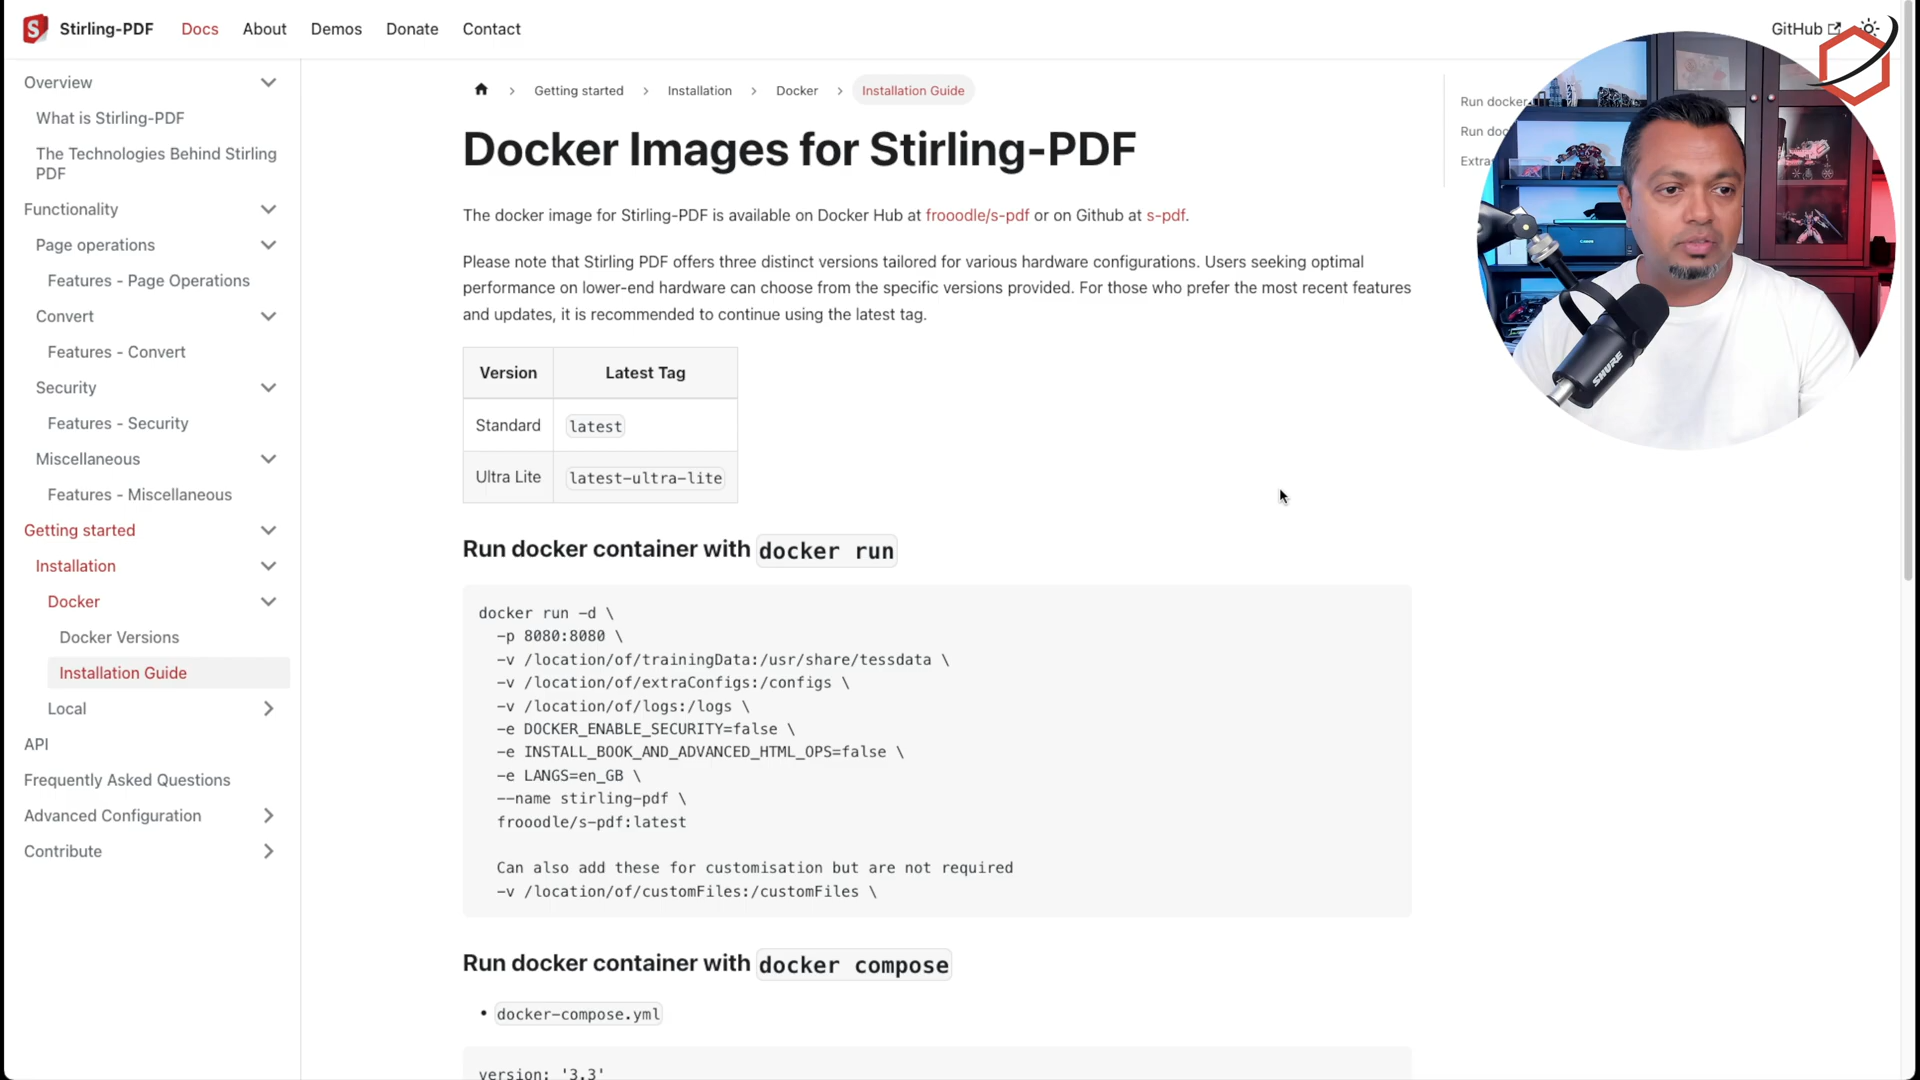 Stirling-PDF
Docs
About
Demos
Donate
Contact
GitHub
Overview
What is Stirling-PDF
The Technologies Behind Stirling
PDF
Functionality
Page operations
Features - Page Operations
Convert
Features - Convert
Security
Features - Security
Miscellaneous
Features - Miscellaneous
Getting started
Installation
Docker
Docker Versions
Installation Guide
Local
API
Frequently Asked Questions
Advanced Configuration
Contribute
Getting started
Installation
Docker
Installation Guide
Docker Images for Stirling-PDF
The docker image for Stirling-PDF is available on Docker Hub at frooodle/s-pdf or on Github at s-pdf.
Please note that Stirling PDF offers three distinct versions tailored for various hardware configurations. Users seeking optimal
performance on lower-end hardware can choose from the specific versions provided. For those who prefer the most recent features
and updates, it is recommended to continue using the latest tag.
Version Latest Tag
Standard latest
Ultra Lite latest-ultra-lite
Run docker container with docker run
docker run -d \
-p 8080:8080 \
-v /location/of/trainingData:/usr/share/tessdata \
-v /location/of/extraConfigs:/configs \
-v /location/of/logs:/logs \
-e DOCKER_ENABLE_SECURITY=false \
-e INSTALL_BOOK_AND_ADVANCED_HTML_OPS=false \
-e LANGS=en_GB \
--name stirling-pdf \
frooodle/s-pdf:latest
Can also add these for customisation but are not required
-v /location/of/customFiles:/customFiles \
Run docker container with docker compose
• docker-compose.yml
version: '3.3'
Run docker
Run
SHURE